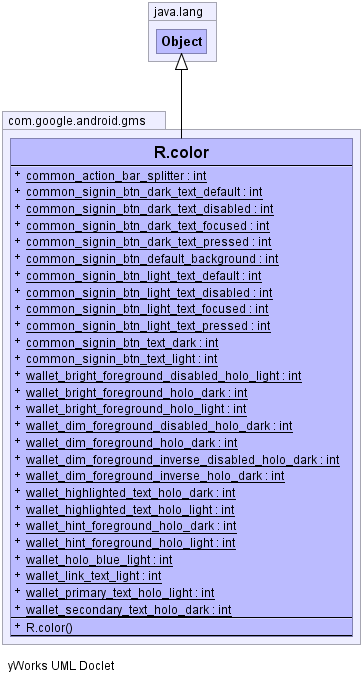 java.lang
Object
com.google.android.gms
R.color
+ common_action_bar_splitter : int
+ common_signin_btn_dark_text_default : int
+ common_signin_btn_dark_text_disabled : int
+ common_signin_btn_dark_text_focused : int
+ common_signin_btn_dark_text_pressed : int
+ common_signin_btn_default_background : int
+ common_signin_btn_light_text_default : int
+ common_signin_btn_light_text_disabled : int
+ common_signin_btn_light_text_focused : int
+ common_signin_btn_light_text_pressed : int
+ common_signin_btn_text_dark : int
+ common_signin_btn_text_light : int
+ wallet_bright_foreground_disabled_holo_light : int
+ wallet_bright_foreground_holo_dark : int
+ wallet_bright_foreground_holo_light : int
+ wallet_dim_foreground_disabled_holo_dark : int
+ wallet_dim_foreground_holo_dark : int
+ wallet_dim_foreground_inverse_disabled_holo_dark : int
+ wallet_dim_foreground_inverse_holo_dark : int
+ wallet_highlighted_text_holo_dark : int
+ wallet_highlighted_text_holo_light : int
+ wallet_hint_foreground_holo_dark : int
+ wallet_hint_foreground_holo_light : int
+ wallet_holo_blue_light : int
+ wallet_link_text_light : int
+ wallet_primary_text_holo_light : int
+ wallet_secondary_text_holo_dark : int
+ R.color()
yWorks UML Doclet